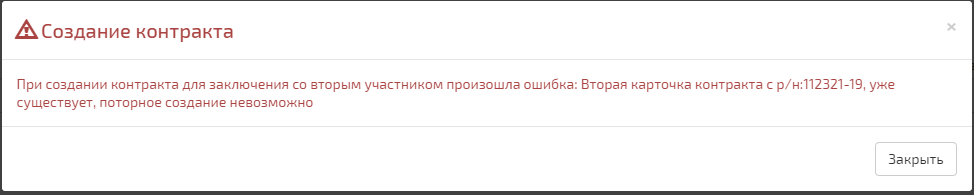 Создание контракта
×
При создании контракта для заключения со вторым участником произошла ошибка: Вторая карточка контракта с р/н:112321-19, уже
существует, поторное создание невозможно
Закрыть